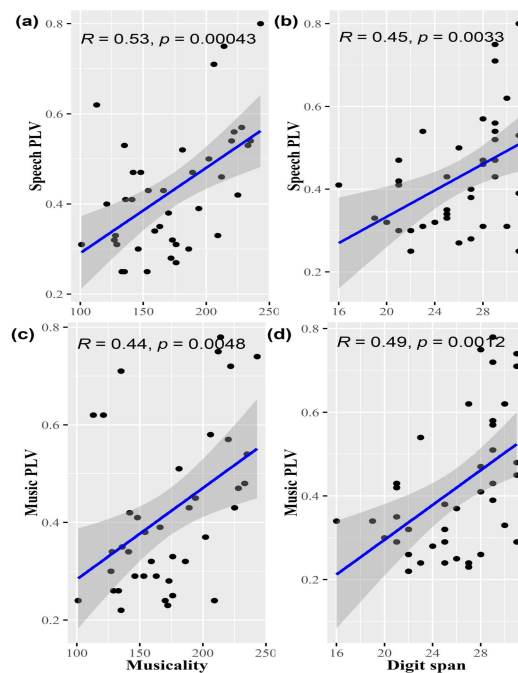 (a)
R = 0.53, p = 0.00043
Speech PLV
0.8
0.6
0.4
0.2
100 150 200 250
(b)
R = 0.45, p = 0.0033
Speech PLV
0.8
0.6
0.4
0.2
16 20 24 28
(c)
R = 0.44, p = 0.0048
Music PLV
0.8
0.6
0.4
0.2
100 150 200 250
Musicality
(d)
R = 0.49, p = 0.0012
Music PLV
0.8
0.6
0.4
0.2
16 20 24 28
Digit span